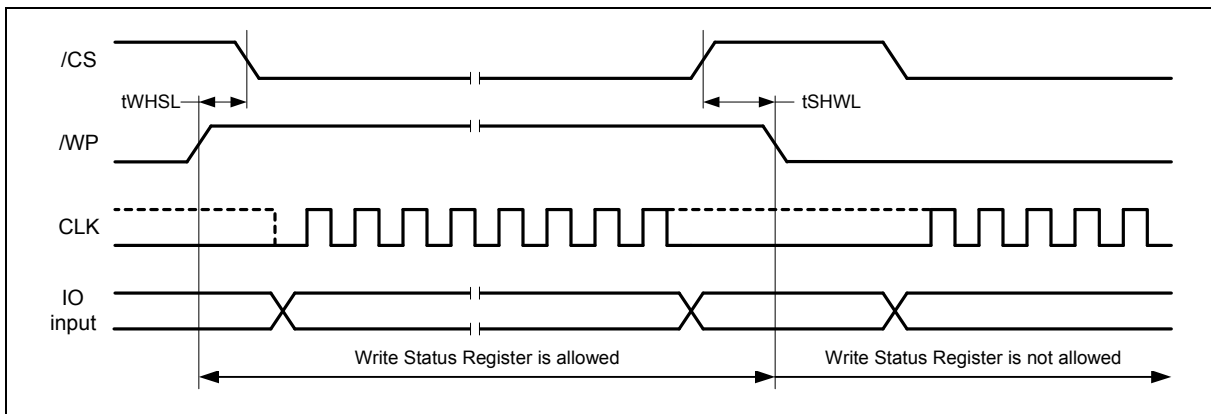 /CS
tWHSL
tSHWL
/WP
CLK
IO
input
Write Status Register is allowed
Write Status Register is not allowed